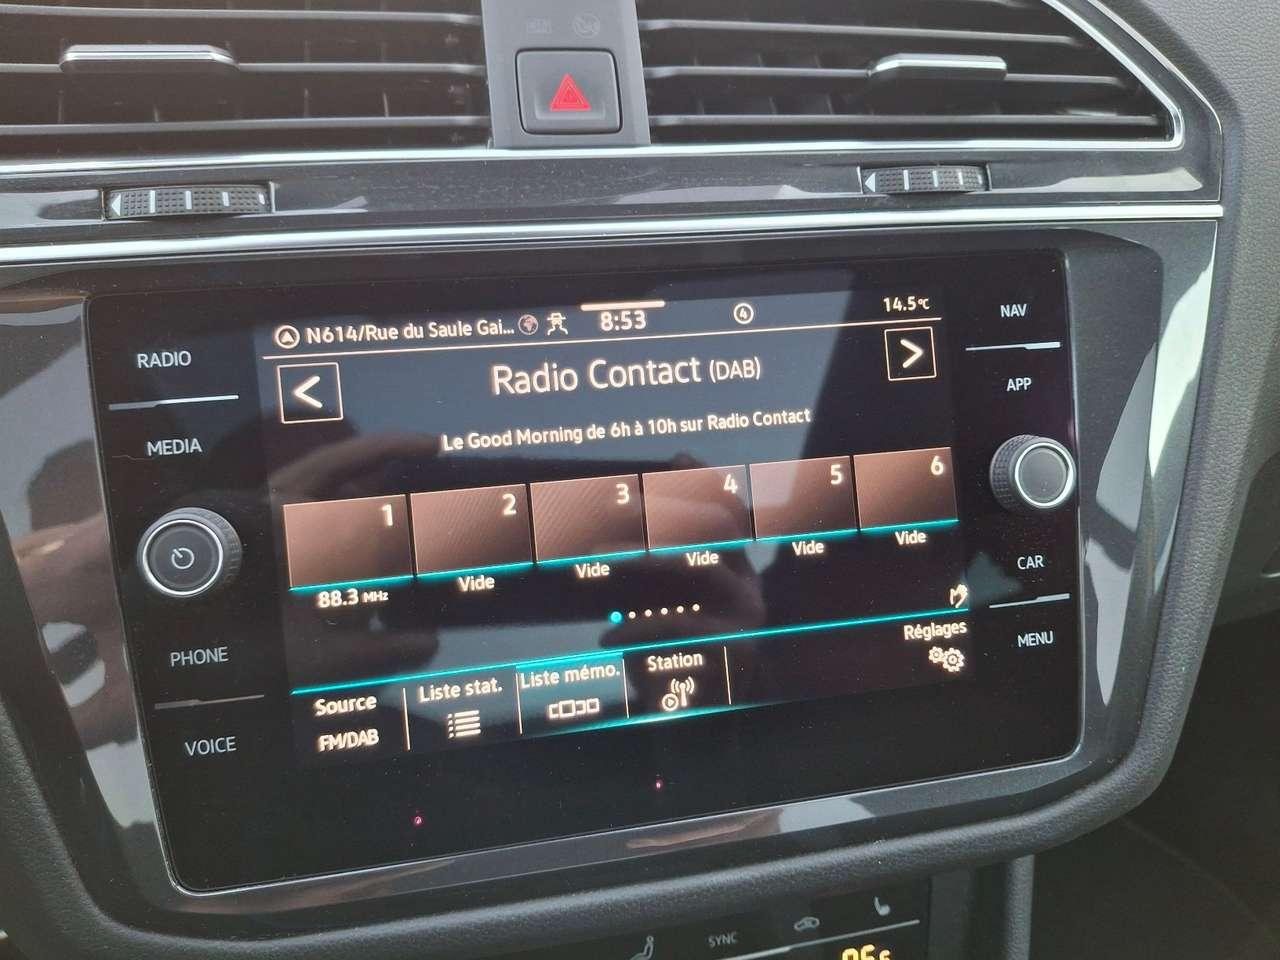 N614/Rue du Saule Gai... 8:53 4 14.5°C
Radio Contact (DAB)
Le Good Morning de 6h à 10h sur Radio Contact
1 2 3 4 5 6
88.3 MHz Vide Vide Vide Vide Vide
Réglages
Source Liste stat. Liste mémo. Station
FM/DAB
RADIO
MEDIA
PHONE
VOICE
NAV
APP
CAR
MENU
SYNC